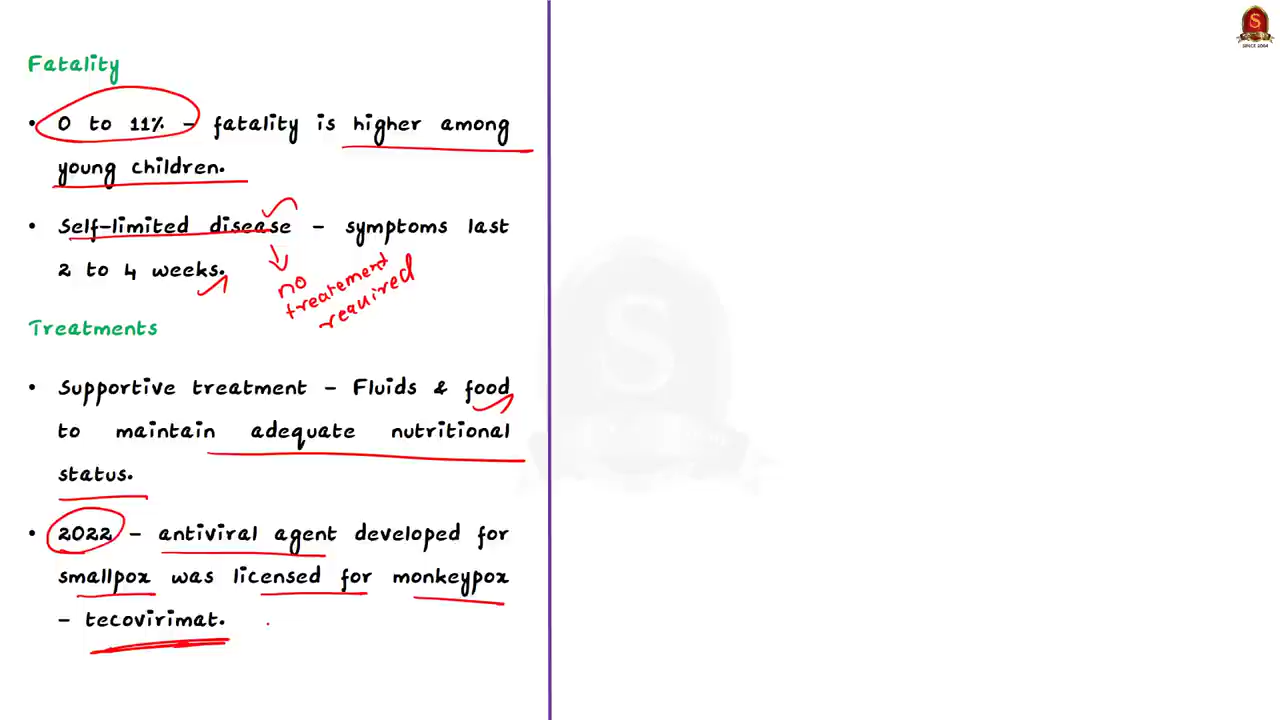 Fatality
• 0 to 11% – fatality is higher among
young children.
• Self-limited disease – symptoms last
2 to 4 weeks.
no
treatement
required
Treatments
• Supportive treatment – Fluids & food
to maintain adequate nutritional
status.
• 2022 – antiviral agent developed for
smallpox was licensed for monkeypox
– tecovirimat.
S
SINCE 2004
S